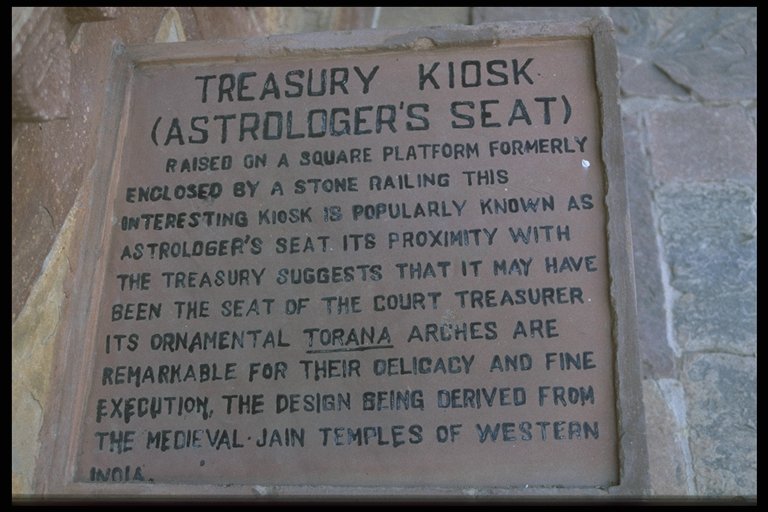 TREASURY KIOSK
(ASTROLOGER'S SEAT)
RAISED ON A SQUARE PLATFORM FORMERLY
ENCLOSED BY A STONE RAILING THIS
INTERESTING KIOSK IS POPULARLY KNOWN AS
ASTROLOGER'S SEAT. ITS PROXIMITY WITH
THE TREASURY SUGGESTS THAT IT MAY HAVE
BEEN THE SEAT OF THE COURT TREASURER
ITS ORNAMENTAL TORANA ARCHES ARE
REMARKABLE FOR THEIR DELICACY AND FINE
EXECUTION, THE DESIGN BEING DERIVED FROM
THE MEDIEVAL-JAIN TEMPLES OF WESTERN
INDIA.